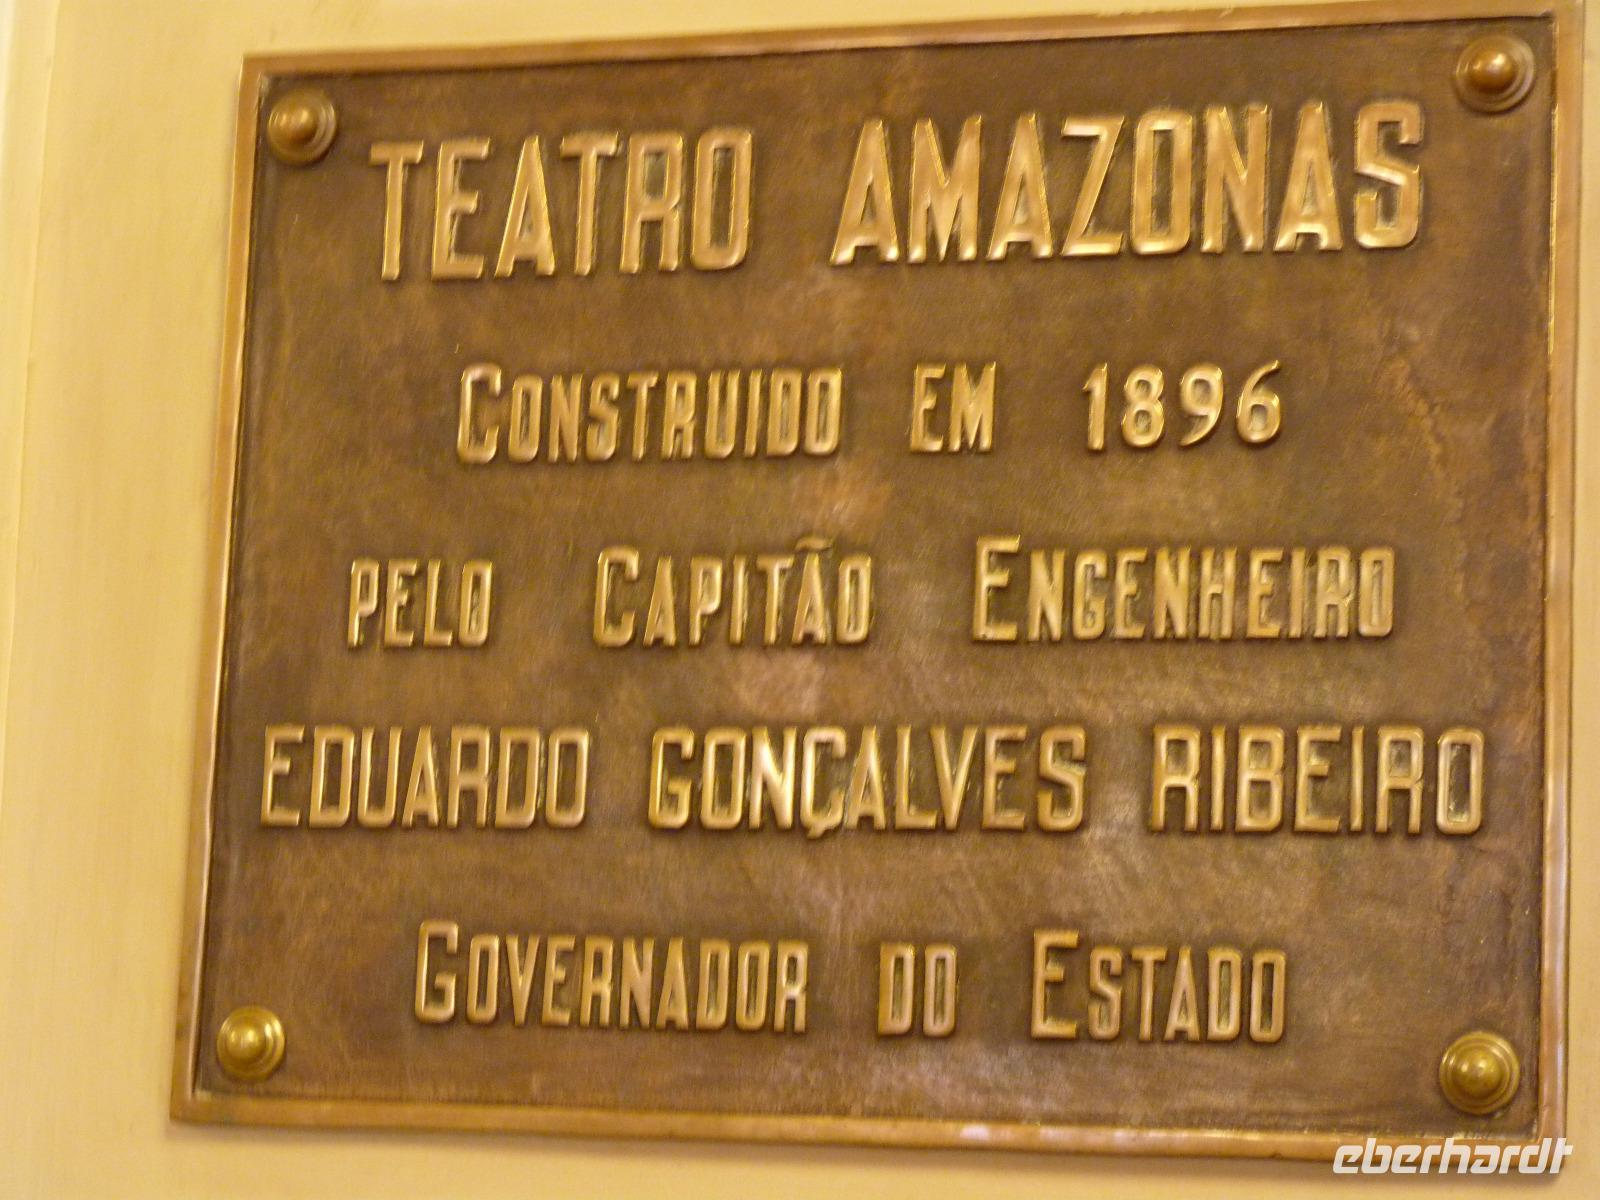 TEATRO AMAZONAS
CONSTRUIDO EM 1896
PELO CAPITÃO ENGENHEIRO
EDUARDO GONÇALVES RIBEIRO
GOVERNADOR DO ESTADO
eberhardt